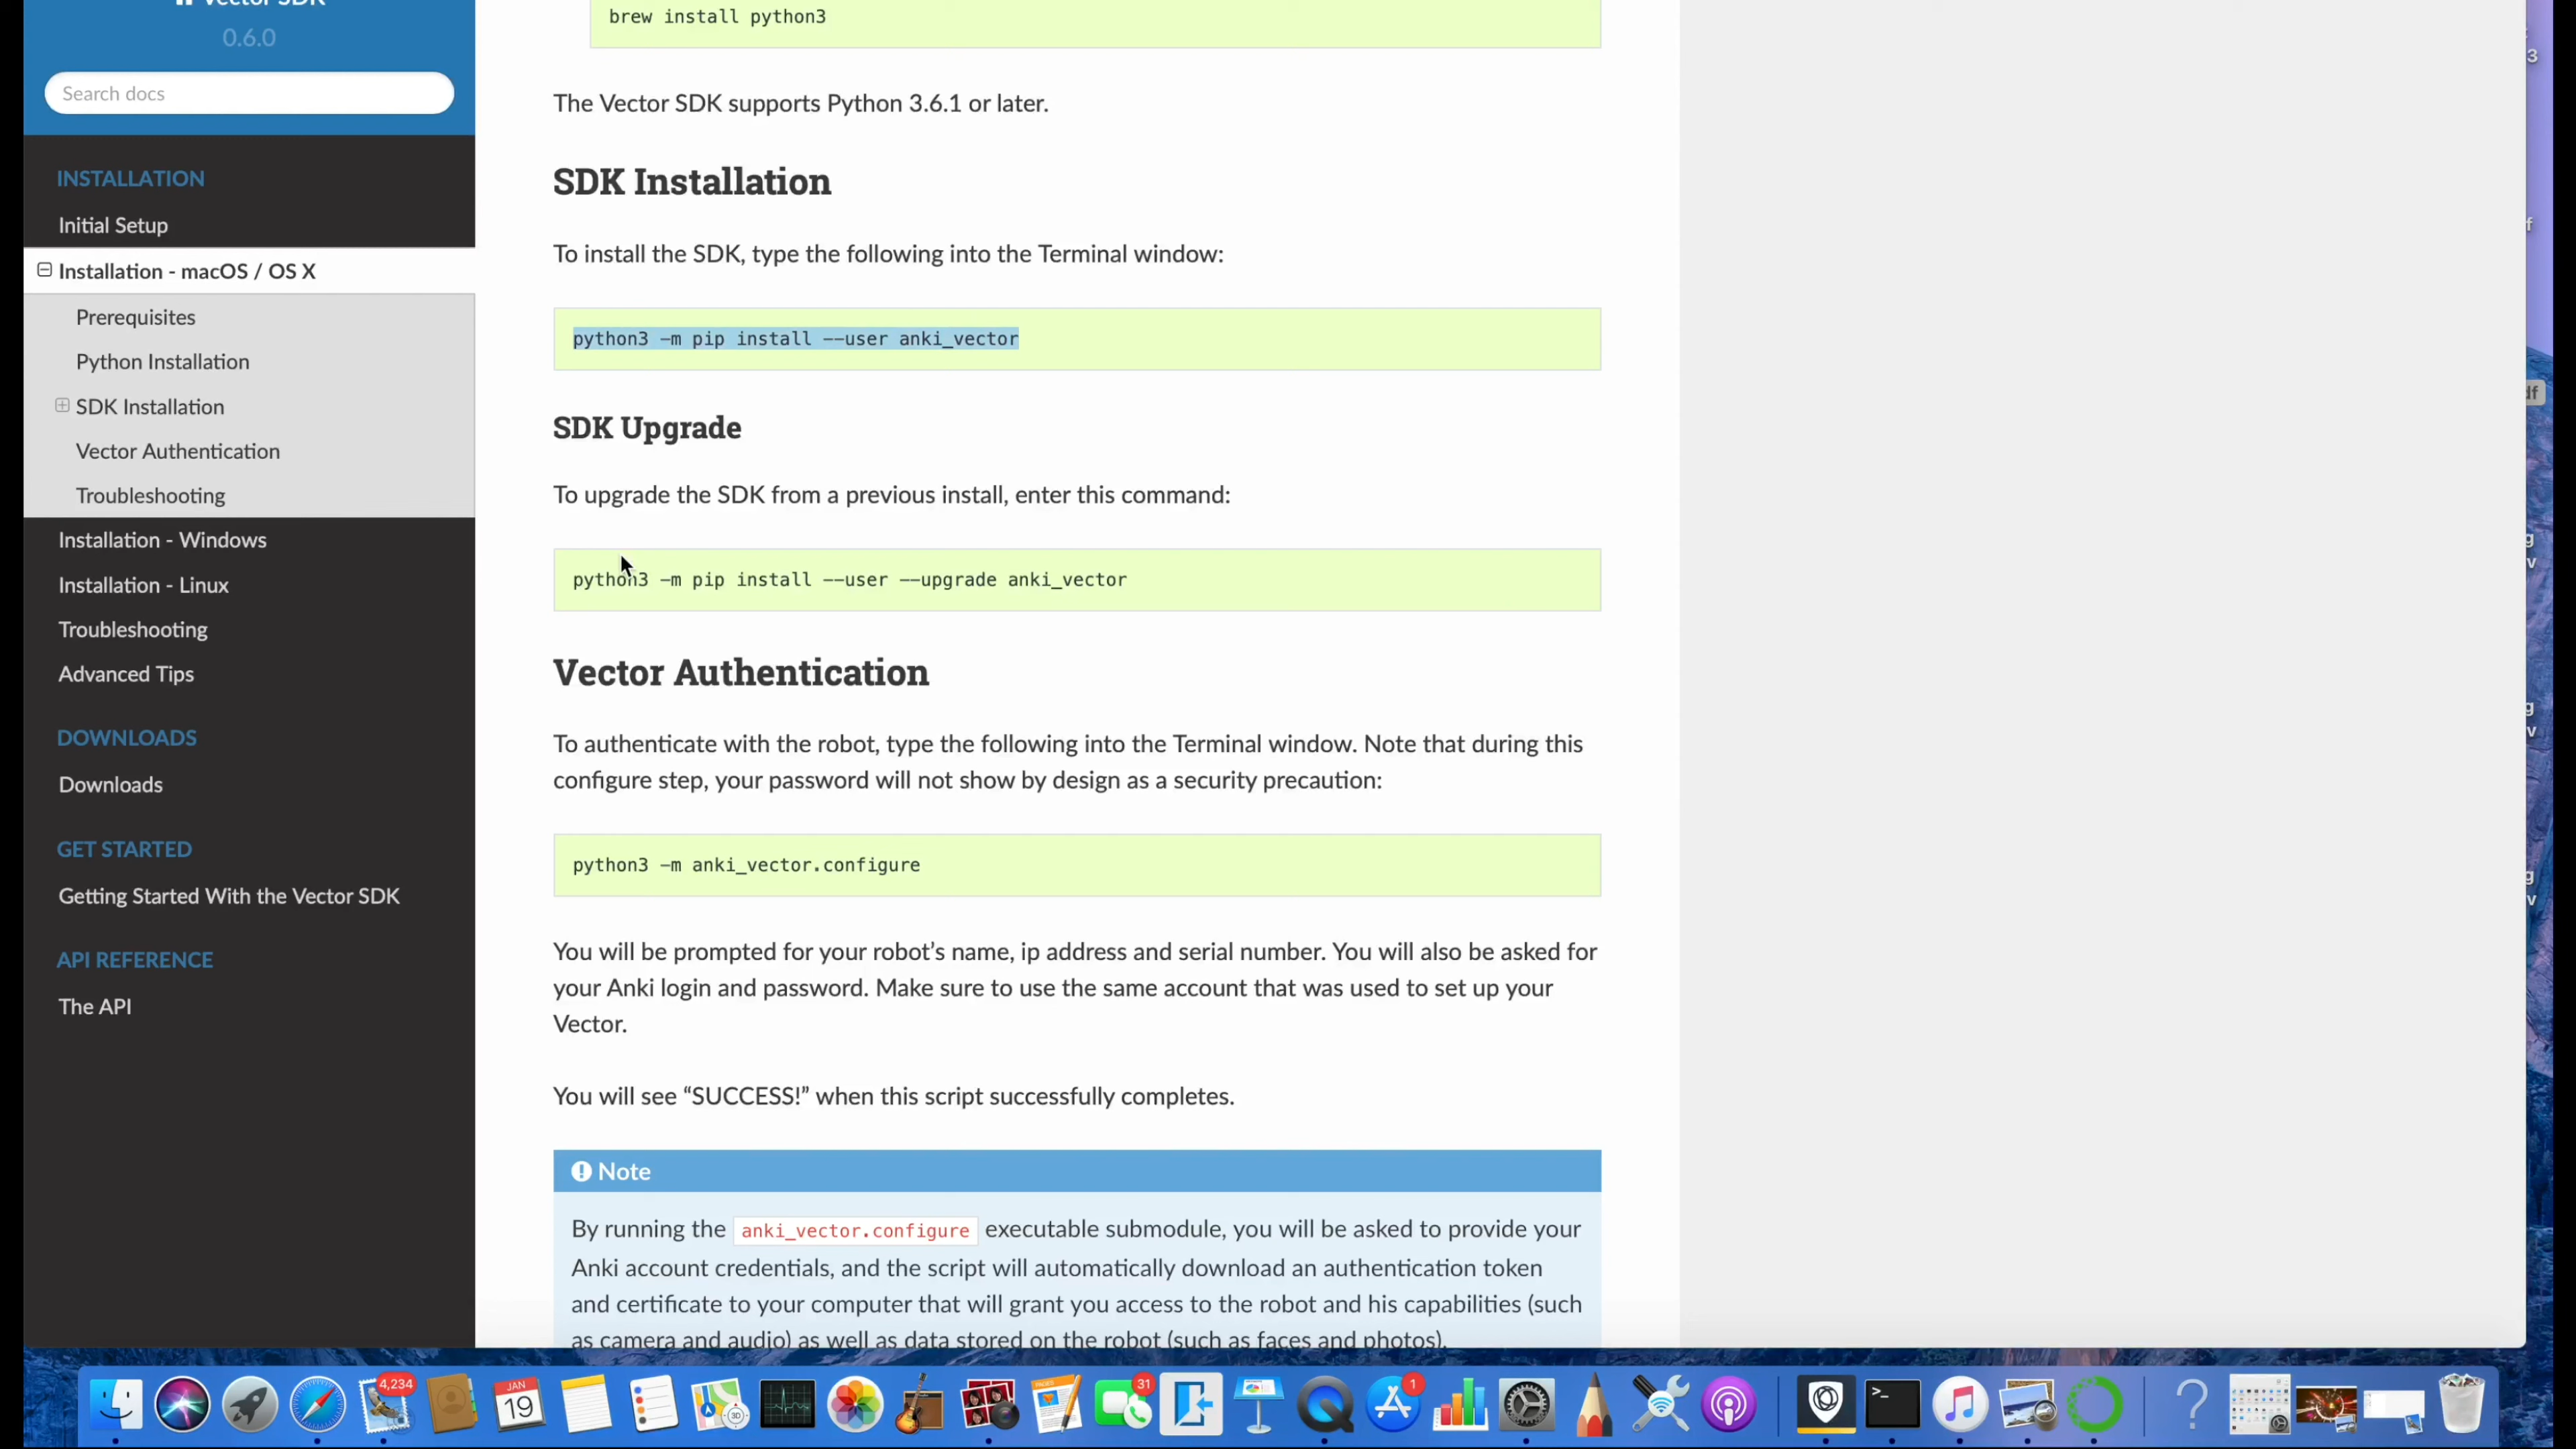 Vector SDK
0.6.0
Search docs
INSTALLATION
Initial Setup
Installation - macOS / OS X
Prerequisites
Python Installation
SDK Installation
Vector Authentication
Troubleshooting
Installation - Windows
Installation - Linux
Troubleshooting
Advanced Tips
DOWNLOADS
Downloads
GET STARTED
Getting Started With the Vector SDK
API REFERENCE
The API
brew install python3
The Vector SDK supports Python 3.6.1 or later.
SDK Installation
To install the SDK, type the following into the Terminal window:
python3 -m pip install --user anki_vector
SDK Upgrade
To upgrade the SDK from a previous install, enter this command:
python3 -m pip install --user --upgrade anki_vector
Vector Authentication
To authenticate with the robot, type the following into the Terminal window. Note that during this
configure step, your password will not show by design as a security precaution:
python3 -m anki_vector.configure
You will be prompted for your robot’s name, ip address and serial number. You will also be asked for
your Anki login and password. Make sure to use the same account that was used to set up your
Vector.
You will see “SUCCESS!” when this script successfully completes.
Note
By running the anki_vector.configure executable submodule, you will be asked to provide your
Anki account credentials, and the script will automatically download an authentication token
and certificate to your computer that will grant you access to the robot and his capabilities (such
as camera and audio) as well as data stored on the robot (such as faces and photos).
3
f
df
g
v
g
v
g
v
4,234
JAN
19
3D
PAGES
31
1
>_
?